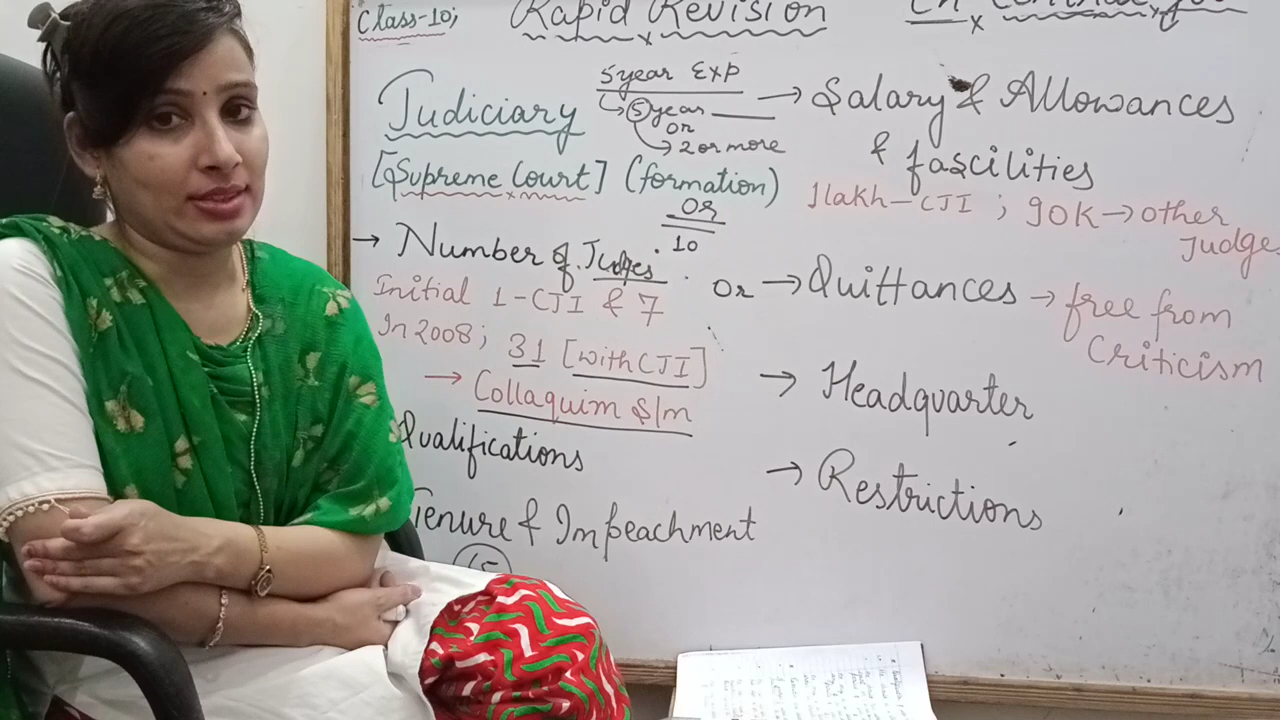 Class-10;
Rapid Revision
Judiciary
5year Exp
5year
or
2 or more
[Supreme Court] (formation)
or
10
→ Number of Judges
Initial 1-CJI & 7
In 2008; 31 [with CJI]
→ Collaquim S/m
Qualifications
Tenure & Impeachment
→ Salary & Allowances
& fascilities
1lakh-CJI ; 90K→other
Judge
or → Quittances → free from
Criticism
→ Headquarter
→ Restrictions